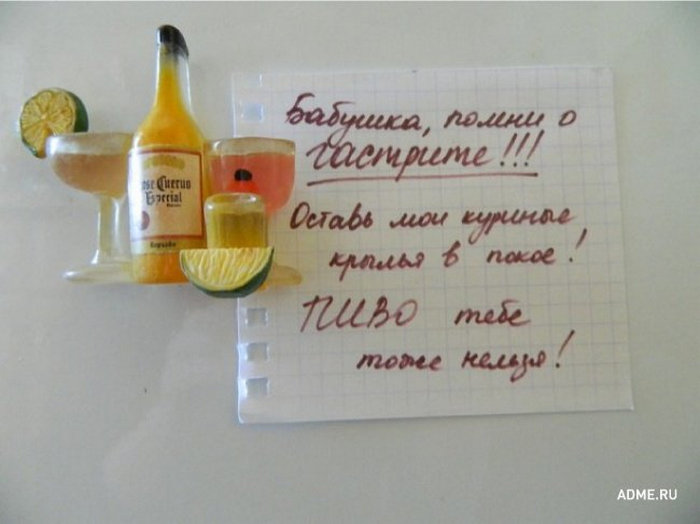 Бабушка, помни о
гастрите!!!
Оставь мои куриные
крылья в покое!
ПИВО тебе
тоже нельзя!
Jose Cuervo
Especial
ADME.RU